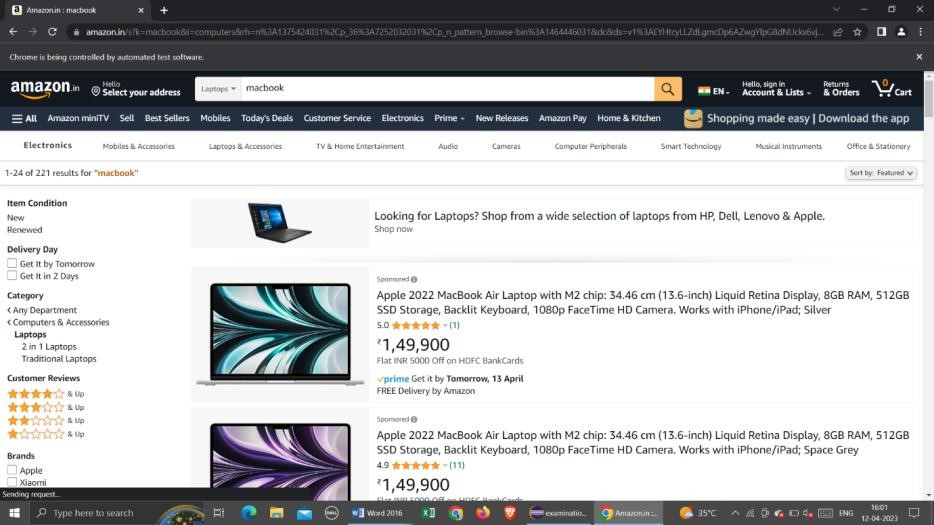 Amazon.in : macbook
amazon.in/s?k=macbook&i=computers&rh=n%3A1375424031%2Cp_36%3A7252032031%2Cp_n_pattern_browse-bin%3A1464446031&dc&ds=v1%3AEYHtcyLLZdLgmcDp6AZwgYlpG8dNUckx6vj...
Chrome is being controlled by automated test software.
amazon.in
Hello
Select your address
Laptops
macbook
EN
Hello, sign in
Account & Lists
Returns
& Orders
0
Cart
All Amazon miniTV Sell Best Sellers Mobiles Today's Deals Customer Service Electronics Prime New Releases Amazon Pay Home & Kitchen
Shopping made easy | Download the app
Electronics Mobiles & Accessories Laptops & Accessories TV & Home Entertainment Audio Cameras Computer Peripherals Smart Technology Musical Instruments Office & Stationery
1-24 of 221 results for "macbook"
Sort by: Featured
Item Condition
New
Renewed
Delivery Day
Get It by Tomorrow
Get It in 2 Days
Category
Any Department
Computers & Accessories
Laptops
2 in 1 Laptops
Traditional Laptops
Customer Reviews
& Up
& Up
& Up
& Up
Brands
Apple
Xiaomi
Looking for Laptops? Shop from a wide selection of laptops from HP, Dell, Lenovo & Apple.
Shop now
Sponsored
Apple 2022 MacBook Air Laptop with M2 chip: 34.46 cm (13.6-inch) Liquid Retina Display, 8GB RAM, 512GB
SSD Storage, Backlit Keyboard, 1080p FaceTime HD Camera. Works with iPhone/iPad; Silver
5.0 (1)
₹1,49,900
Flat INR 5000 Off on HDFC BankCards
prime Get it by Tomorrow, 13 April
FREE Delivery by Amazon
Sponsored
Apple 2022 MacBook Air Laptop with M2 chip: 34.46 cm (13.6-inch) Liquid Retina Display, 8GB RAM, 512GB
SSD Storage, Backlit Keyboard, 1080p FaceTime HD Camera. Works with iPhone/iPad; Space Grey
4.9 (11)
₹1,49,900
Flat INR 5000 Off on HDFC BankCards
Sending request...
Type here to search
DELL
Word 2016
examinatio...
Amazon.in :...
35°C
ENG
16:01
12-04-2023